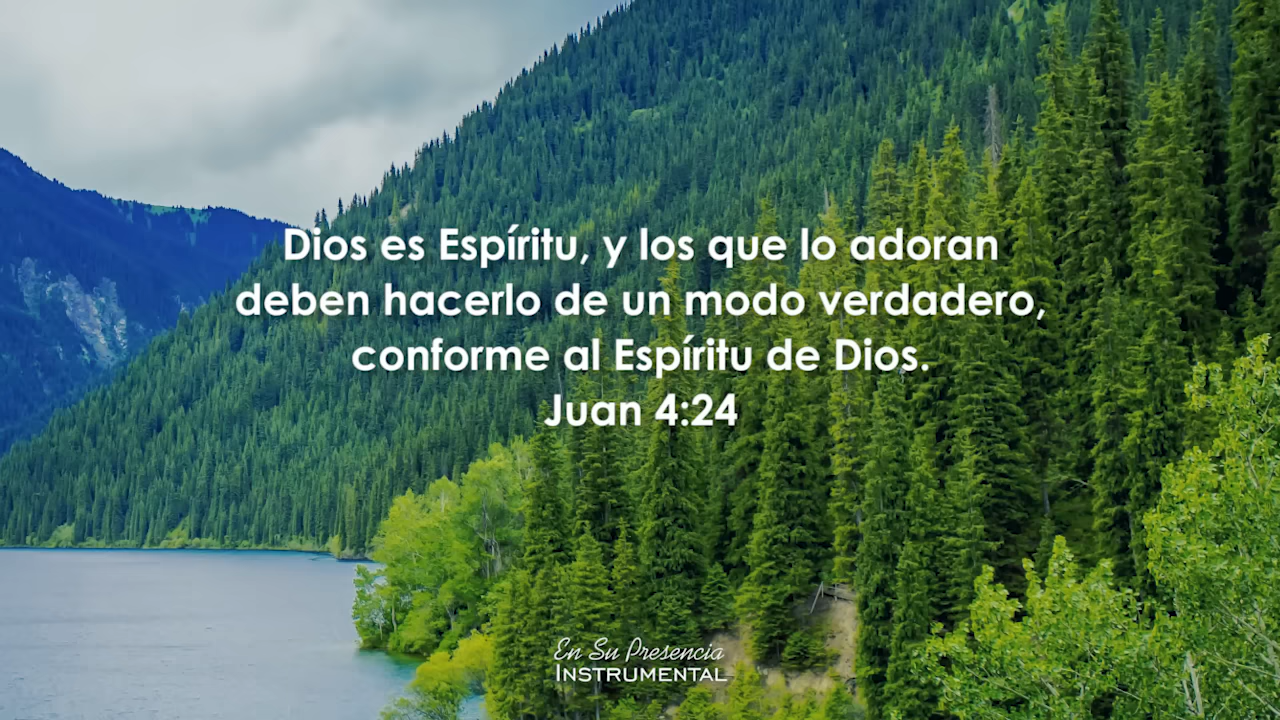 Dios es Espíritu, y los que lo adoran
deben hacerlo de un modo verdadero,
conforme al Espíritu de Dios.
Juan 4:24
En Su Presencia
INSTRUMENTAL